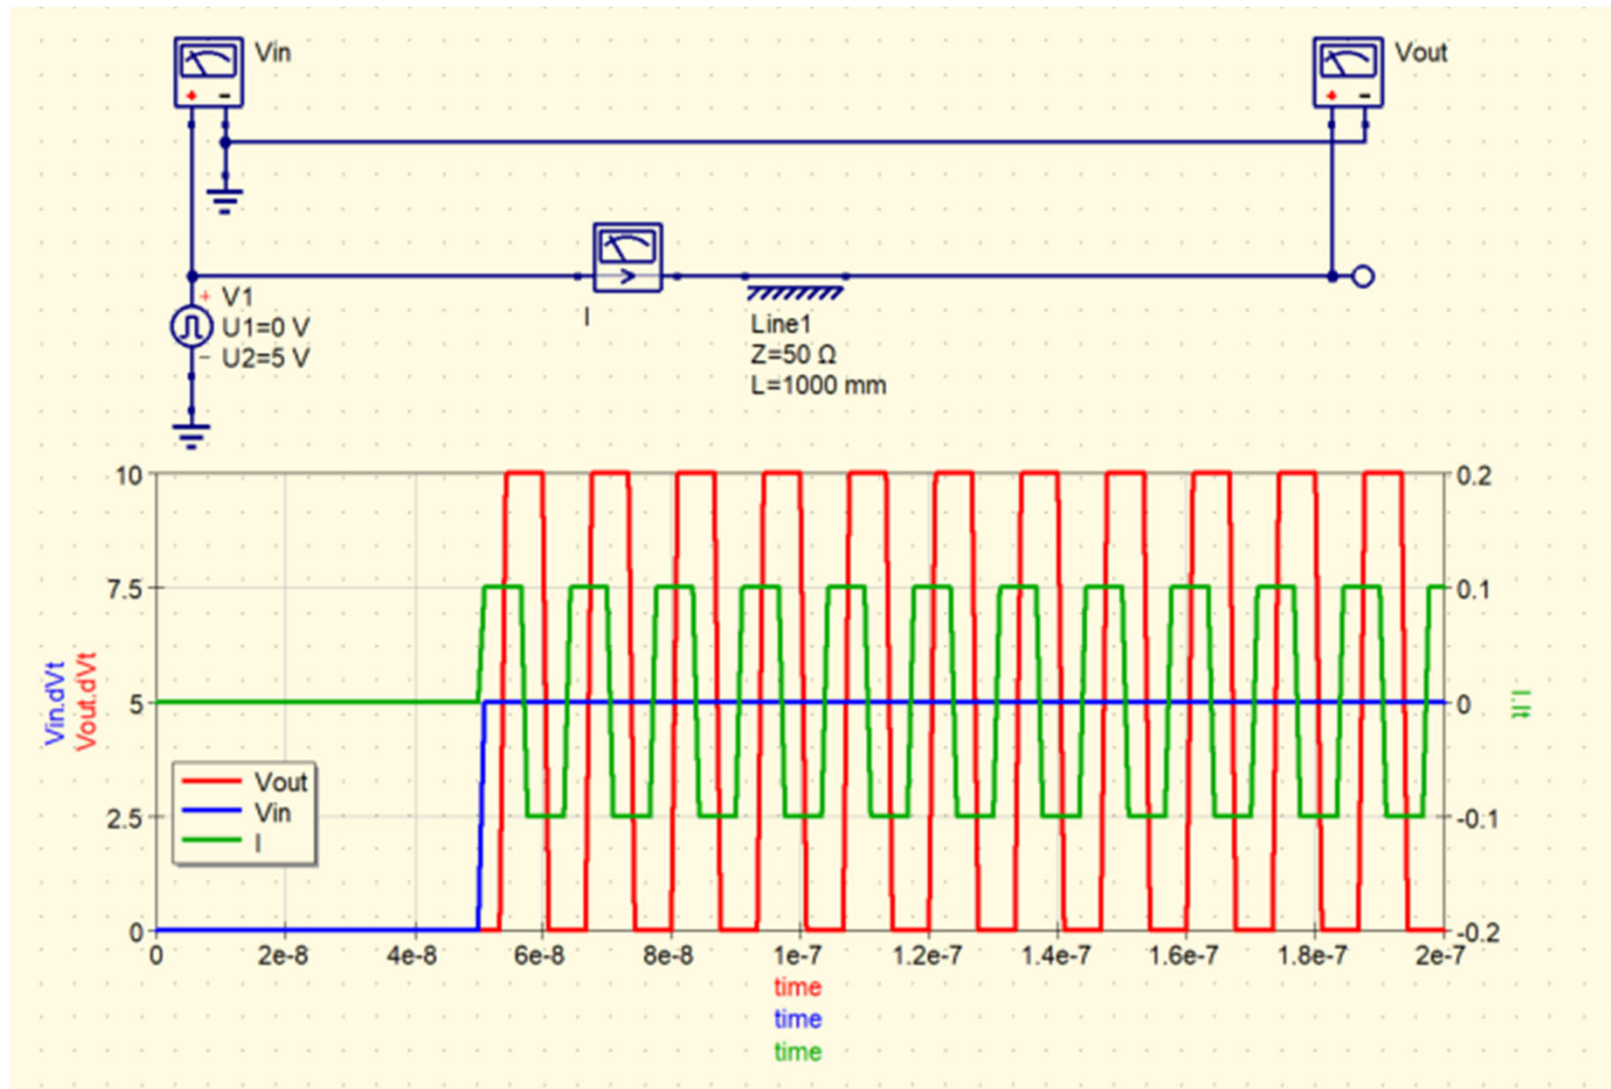 Vin
Vout
+ -
+ -
+ V1
U1=0 V
- U2=5 V
I
Line1
Z=50 Ω
L=1000 mm
10
7.5
5
2.5
0
0.2
0.1
0
-0.1
-0.2
Vin.dVt
Vout.dVt
I.It
Vout
Vin
I
0 2e-8 4e-8 6e-8 8e-8 1e-7 1.2e-7 1.4e-7 1.6e-7 1.8e-7 2e-7
time
time
time